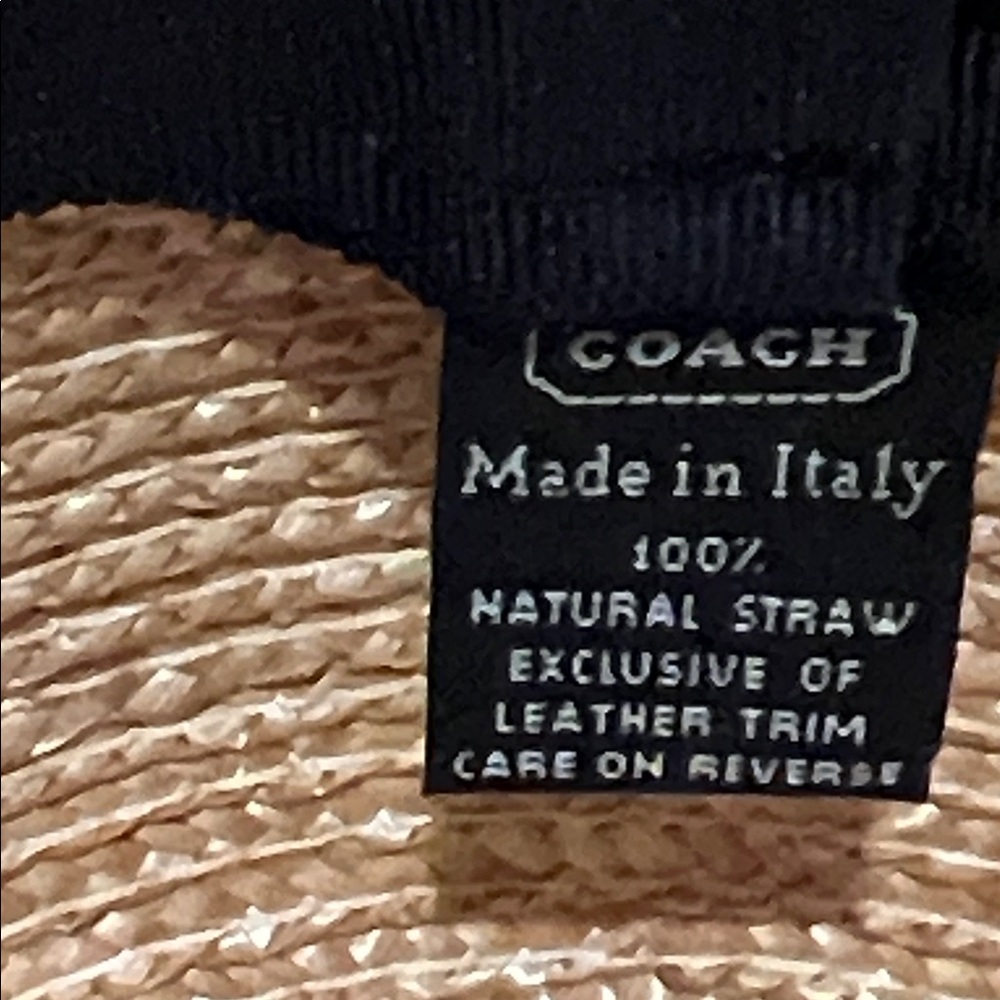 COACH
Made in Italy
100%
NATURAL STRAW
EXCLUSIVE OF
LEATHER TRIM
CARE ON REVERSE